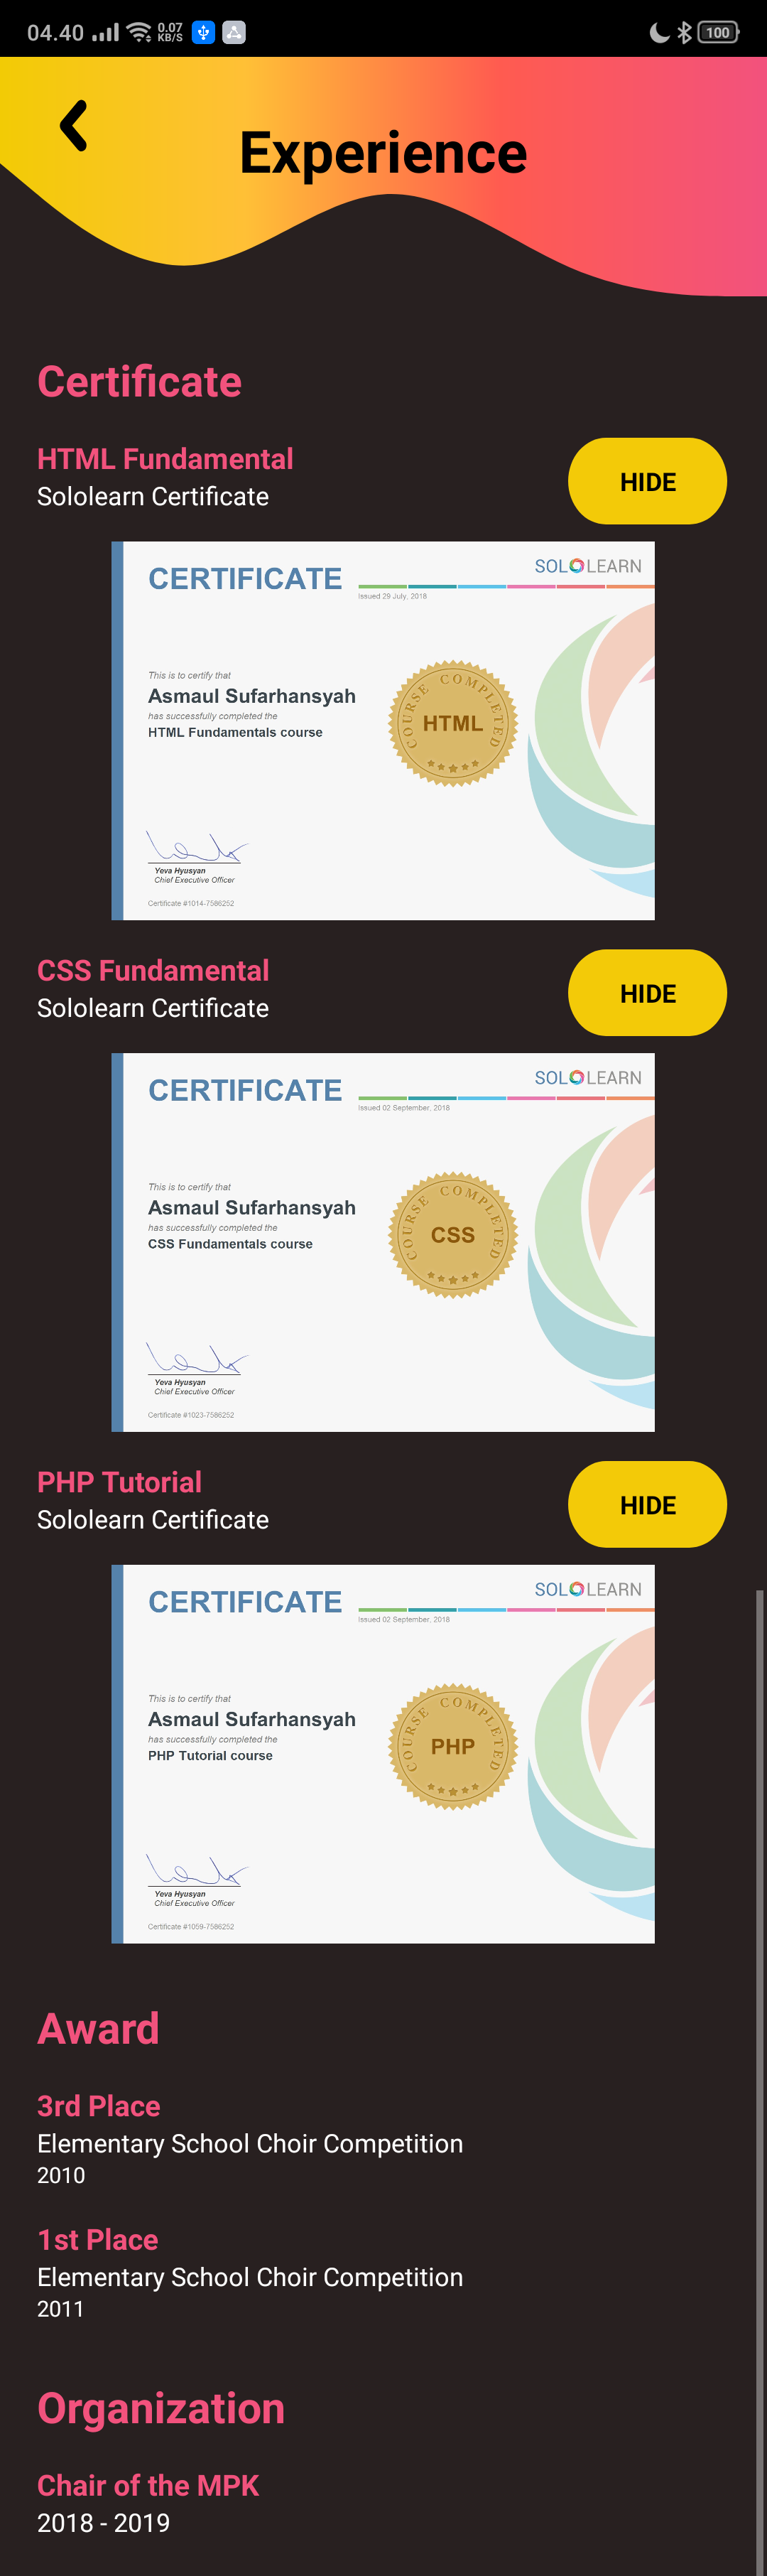 04.40 0.07 KB/S 100
Experience
Certificate
HTML Fundamental
Sololearn Certificate
HIDE
CERTIFICATE
SOLOLEARN
Issued 29 July, 2018
This is to certify that
Asmaul Sufarhansyah
has successfully completed the
HTML Fundamentals course
COURSE COMPLETED
HTML
Yeva Hyusyan
Chief Executive Officer
Certificate #1014-7586252
CSS Fundamental
Sololearn Certificate
HIDE
CERTIFICATE
SOLOLEARN
Issued 02 September, 2018
This is to certify that
Asmaul Sufarhansyah
has successfully completed the
CSS Fundamentals course
COURSE COMPLETED
CSS
Yeva Hyusyan
Chief Executive Officer
Certificate #1023-7586252
PHP Tutorial
Sololearn Certificate
HIDE
CERTIFICATE
SOLOLEARN
Issued 02 September, 2018
This is to certify that
Asmaul Sufarhansyah
has successfully completed the
PHP Tutorial course
COURSE COMPLETED
PHP
Yeva Hyusyan
Chief Executive Officer
Certificate #1059-7586252
Award
3rd Place
Elementary School Choir Competition
2010
1st Place
Elementary School Choir Competition
2011
Organization
Chair of the MPK
2018 - 2019